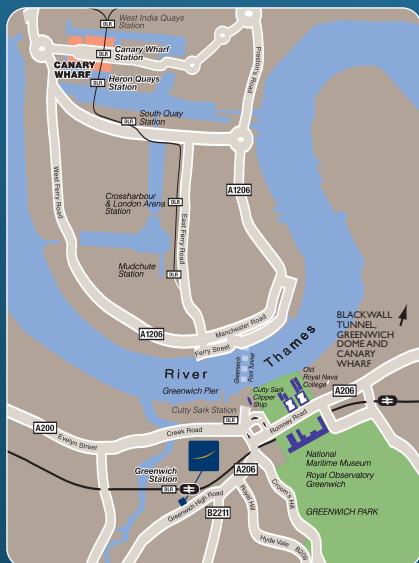 West India Quays
Station
DLR
Canary Wharf
Station
DLR
CANARY
WHARF
Heron Quays
Station
DLR
Preston's Road
South Quay
Station
DLR
West Ferry Road
A1206
Crossharbour
& London Arena
Station
DLR
East Ferry Road
Mudchute
Station
DLR
A1206
Manchester Road
Ferry Street
BLACKWALL
TUNNEL,
GREENWICH
DOME AND
CANARY
WHARF
River Thames
Greenwich
Foot Tunnel
Greenwich Pier
Old
Royal Nava
College
Cutty Sark
Clipper
Ship
A206
Cutty Sark Station
DLR
Romney Road
A200
Evelyn Street
Creek Road
National
Maritime Museum
Royal Observatory
Greenwich
Greenwich
Station
DLR
A206
Croom's Hill
Royal Hill
Greenwich High Road
B2211
GREENWICH PARK
Hyde Vale
B209